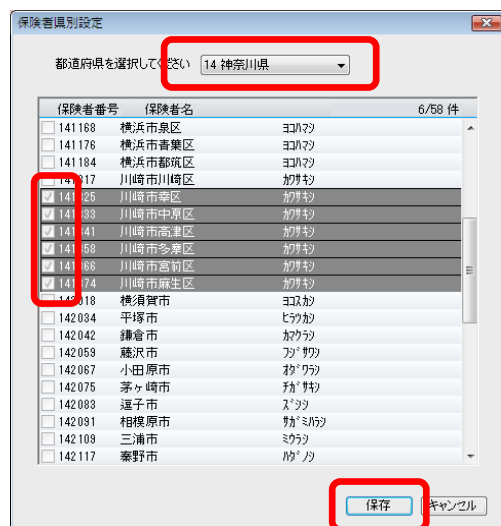 保険者県別設定
都道府県を選択してください 14 神奈川県
保険者番号 保険者名 6/58 件
141168 横浜市泉区 ﾖｺﾊﾏｼ
141176 横浜市青葉区 ﾖｺﾊﾏｼ
141184 横浜市都筑区 ﾖｺﾊﾏｼ
141317 川崎市川崎区 ｶﾜｻｷｼ
141325 川崎市幸区 ｶﾜｻｷｼ
141333 川崎市中原区 ｶﾜｻｷｼ
141341 川崎市高津区 ｶﾜｻｷｼ
141358 川崎市多摩区 ｶﾜｻｷｼ
141366 川崎市宮前区 ｶﾜｻｷｼ
141374 川崎市麻生区 ｶﾜｻｷｼ
142018 横須賀市 ﾖｺｽｶｼ
142034 平塚市 ﾋﾗﾂｶｼ
142042 鎌倉市 ｶﾏｸﾗｼ
142059 藤沢市 ﾌｼﾞｻﾜｼ
142067 小田原市 ｵﾀﾞﾜﾗｼ
142075 茅ヶ崎市 ﾁｶﾞｻｷｼ
142083 逗子市 ｽﾞｼｼ
142091 相模原市 ｻｶﾞﾐﾊﾗｼ
142109 三浦市 ﾐｳﾗｼ
142117 秦野市 ﾊﾀﾞﾉｼ
保存 キャンセル